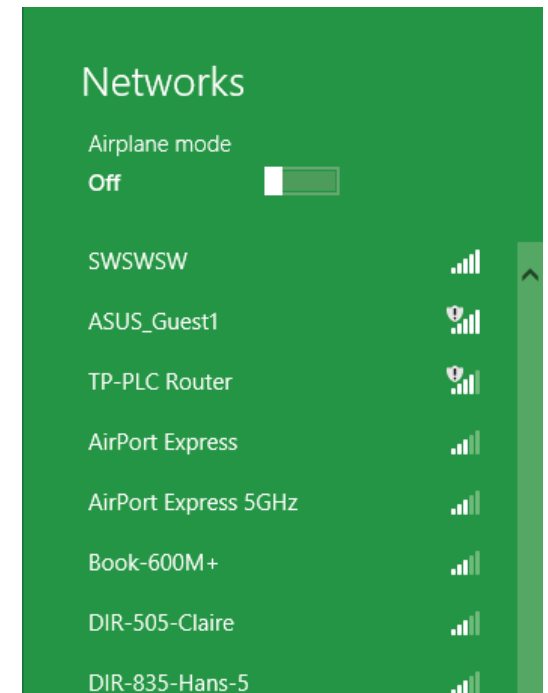 Networks
Airplane mode
Off
SWSWSW
ASUS_Guest1
TP-PLC Router
AirPort Express
AirPort Express 5GHz
Book-600M+
DIR-505-Claire
DIR-835-Hans-5